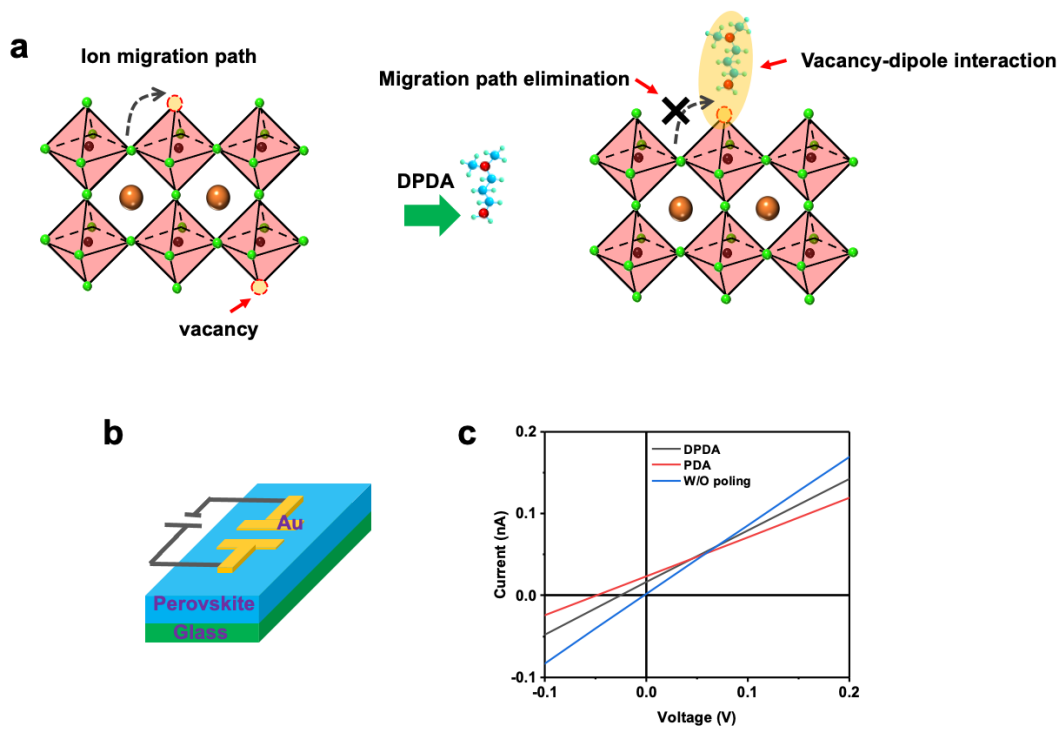 a
Ion migration path
vacancy
DPDA
Migration path elimination
Vacancy-dipole interaction
b
Au
Perovskite
Glass
c
DPDA
PDA
W/O poling
0.2
0.1
0.0
-0.1
Current (nA)
-0.1
0.0
0.1
0.2
Voltage (V)